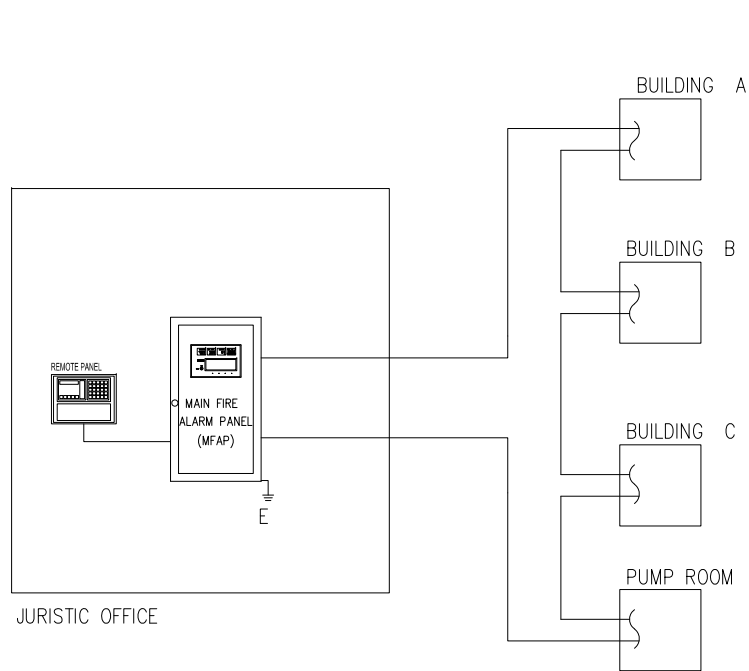 BUILDING A
BUILDING B
REMOTE PANEL
MAIN FIRE
ALARM PANEL
(MFAP)
E
BUILDING C
PUMP ROOM
JURISTIC OFFICE